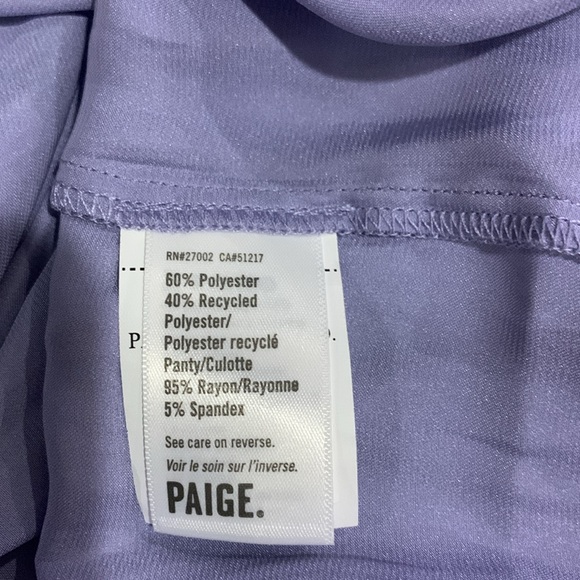 RN#27002 CA#51217
60% Polyester
40% Recycled
Polyester/
Polyester recyclé
Panty/Culotte
95% Rayon/Rayonne
5% Spandex
See care on reverse.
Voir le soin sur l'inverse.
PAIGE.